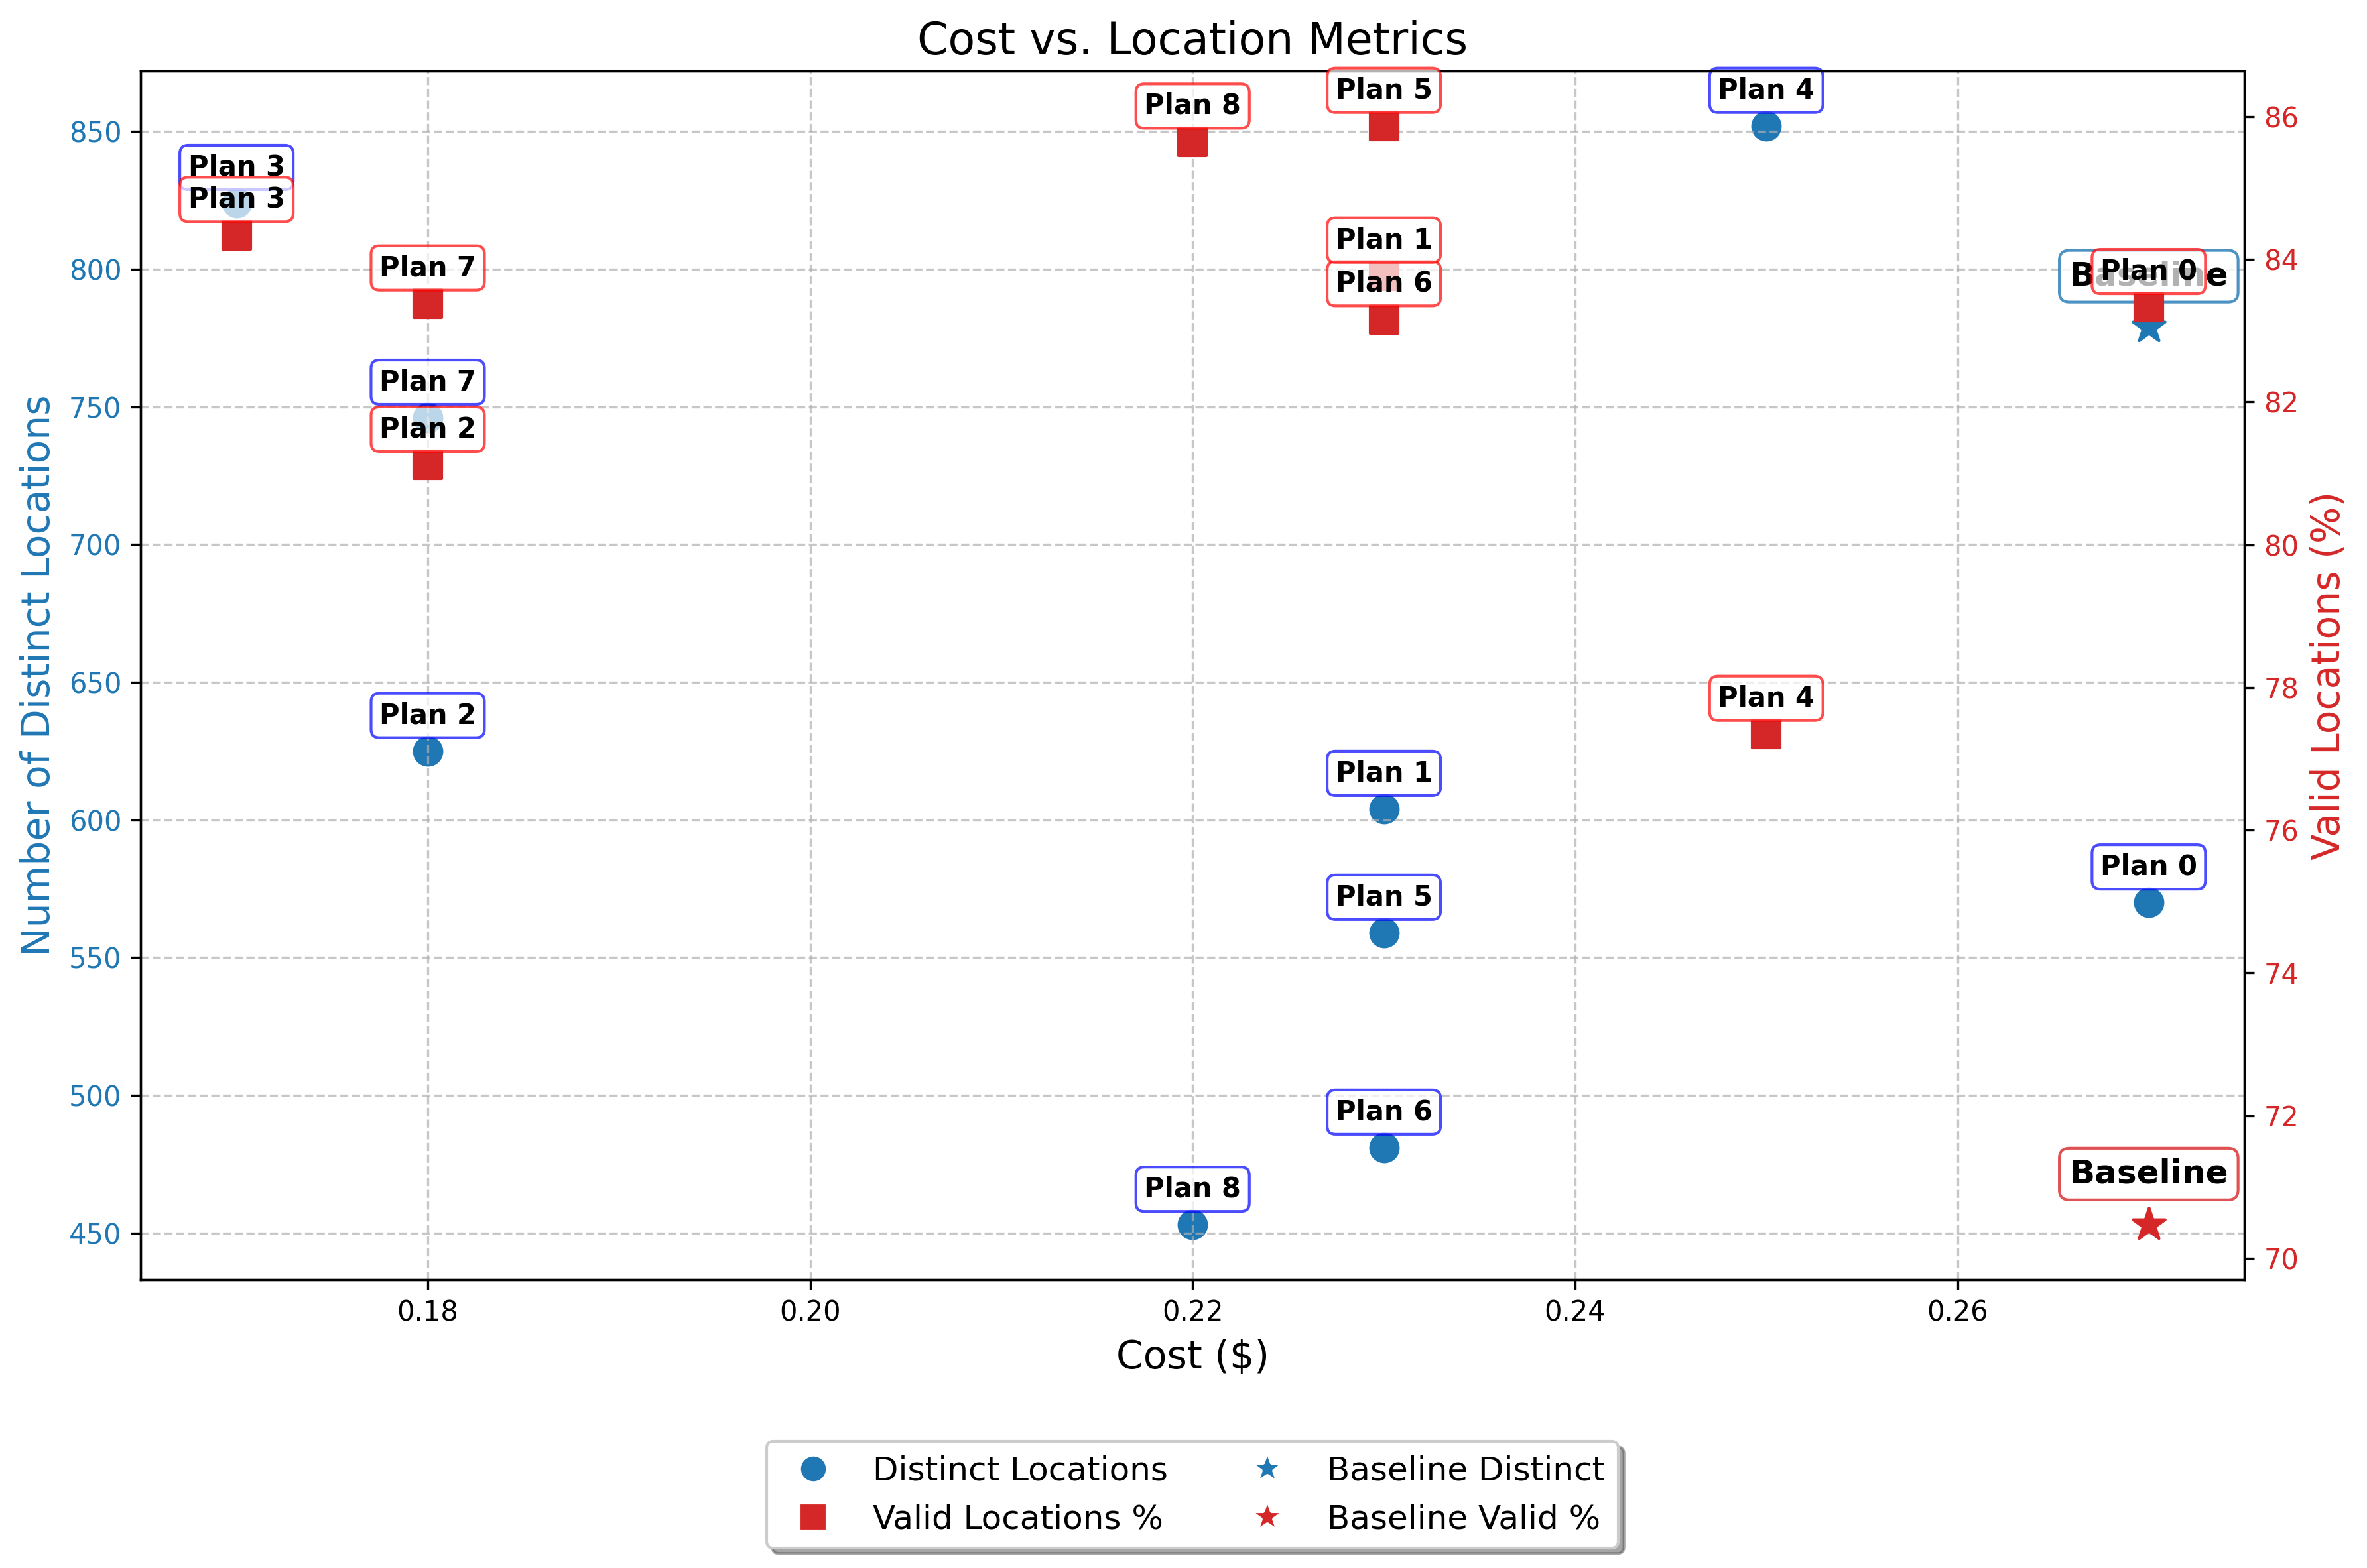 Cost vs. Location Metrics
Number of Distinct Locations
850
800
750
700
650
600
550
500
450
Plan 5
Plan 4
Plan 8
Plan 3
Plan 3
Plan 1
Plan 7
Baseline
Plan 0
Plan 6
Plan 7
Plan 2
Plan 4
Plan 2
Plan 1
Plan 0
Plan 5
Plan 6
Baseline
Plan 8
86
84
82
80
78
76
74
72
70
Valid Locations (%)
0.18
0.20
0.22
0.24
0.26
Cost ($)
Distinct Locations
Valid Locations %
Baseline Distinct
Baseline Valid %